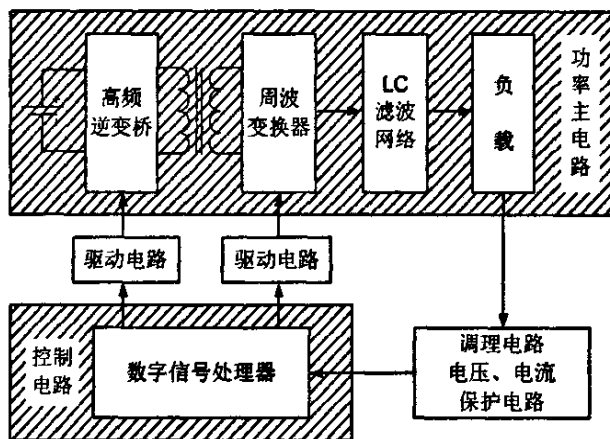 高频
逆变桥
周波
变换器
LC
滤波
网络
负
载
功率主电路
驱动电路
驱动电路
控制
电路
数字信号处理器
调理电路
电压、电流
保护电路